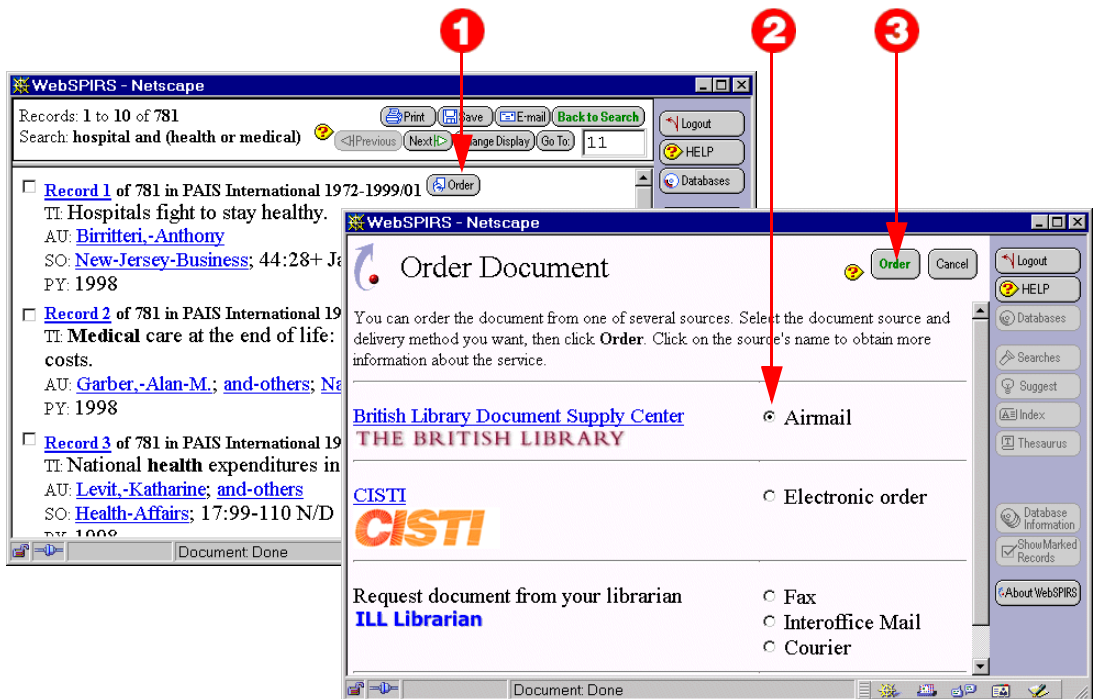 1
2
3
WebSPIRS - Netscape
Records: 1 to 10 of 781
Search: hospital and (health or medical)
Print
Save
E-mail
Back to Search
Previous
Next
Change Display
Go To:
11
Logout
HELP
Databases
Record 1 of 781 in PAIS International 1972-1999/01
Order
TI: Hospitals fight to stay healthy.
AU: Birritteri,-Anthony
SO: New-Jersey-Business; 44:28+ Ja
PY: 1998
Record 2 of 781 in PAIS International 19
TI: Medical care at the end of life:
costs.
AU: Garber,-Alan-M.; and-others; Na
PY: 1998
Record 3 of 781 in PAIS International 19
TI: National health expenditures in
AU: Levit,-Katharine; and-others
SO: Health-Affairs; 17:99-110 N/D
PY: 1998
Document: Done
WebSPIRS - Netscape
Order Document
Order
Cancel
You can order the document from one of several sources. Select the document source and
delivery method you want, then click Order. Click on the source's name to obtain more
information about the service.
British Library Document Supply Center
THE BRITISH LIBRARY
Airmail
CISTI
CISTI
Electronic order
Request document from your librarian
ILL Librarian
Fax
Interoffice Mail
Courier
Logout
HELP
Databases
Searches
Suggest
Index
Thesaurus
Database
Information
Show Marked
Records
About WebSPIRS
Document: Done